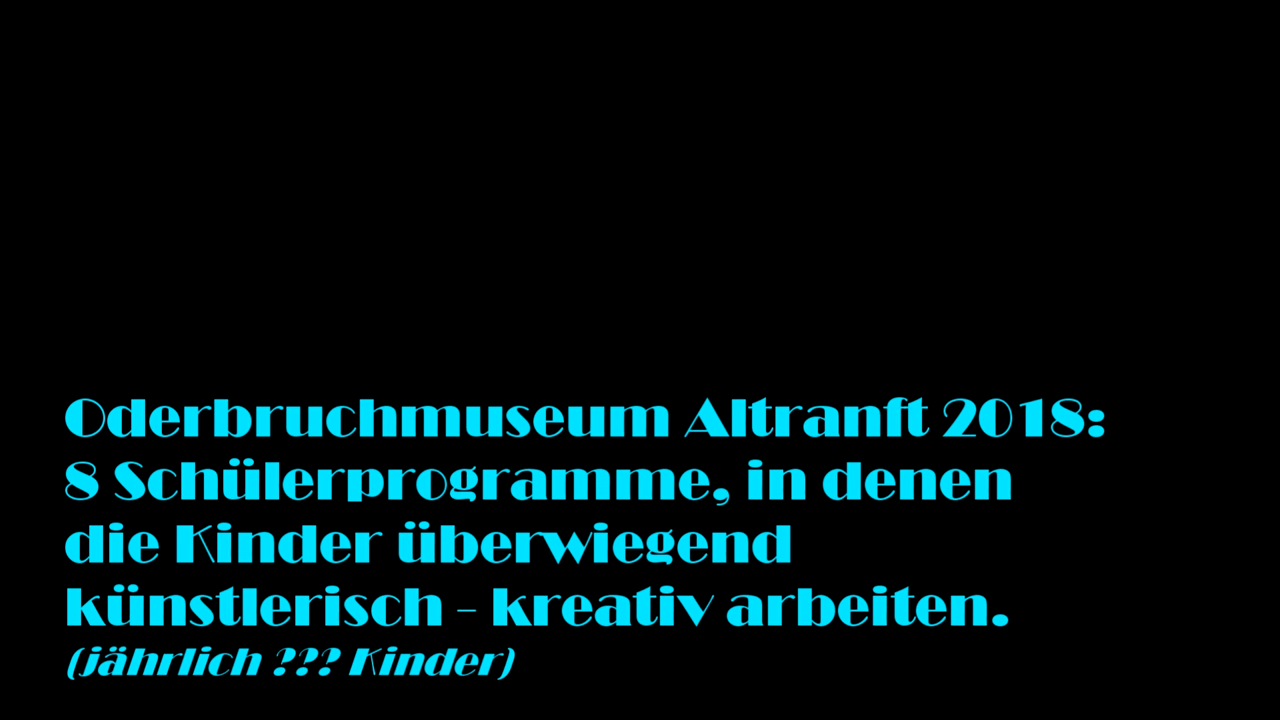 Oderbruchmuseum Altranft 2018:
8 Schülerprogramme, in denen
die Kinder überwiegend
künstlerisch - kreativ arbeiten.
(jährlich ??? Kinder)